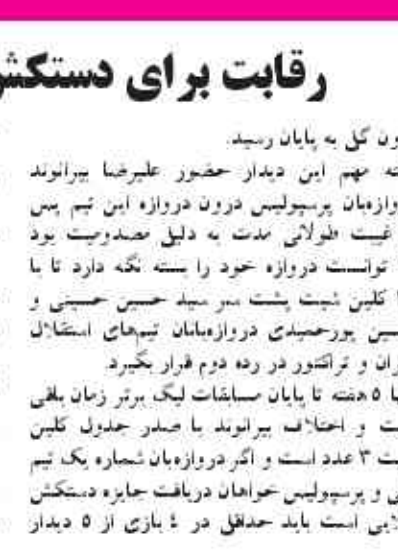 رقابت برای دستکش
ون گل به پایان رسید.
ته مهم این دیدار حضور علیرضا بیرانوند
وازه‌بان پرسپولیس درون دروازه این تیم پس
غیبت طولانی مدت به دلیل مصدومیت بود
توانست دروازه خود را بسته نگه دارد تا با
کلین شیت پشت سر سید حسین حسینی و
سین پورحمیدی دروازه‌بانان تیم‌های استقلال
ران و تراکتور در رده دوم قرار بگیرد.
ها ۵ هفته تا پایان مسابقات لیگ برتر زمان باقی
ت و اختلاف بیرانوند با صدر جدول کلین
یت ۳ عدد است و اگر دروازه‌بان شماره یک تیم
ی و پرسپولیس خواهان دریافت جایزه دستکش
لایی است باید حداقل در ۴ بازی از ۵ دیدار